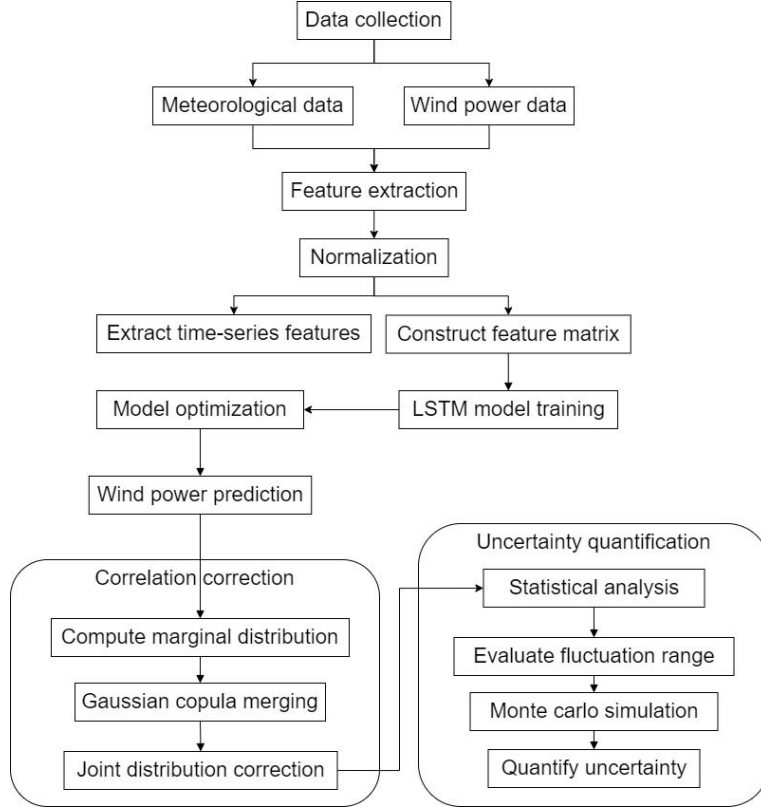 Data collection
Meteorological data
Wind power data
Feature extraction
Normalization
Extract time-series features
Construct feature matrix
Model optimization
LSTM model training
Wind power prediction
Correlation correction
Compute marginal distribution
Gaussian copula merging
Joint distribution correction
Uncertainty quantification
Statistical analysis
Evaluate fluctuation range
Monte carlo simulation
Quantify uncertainty